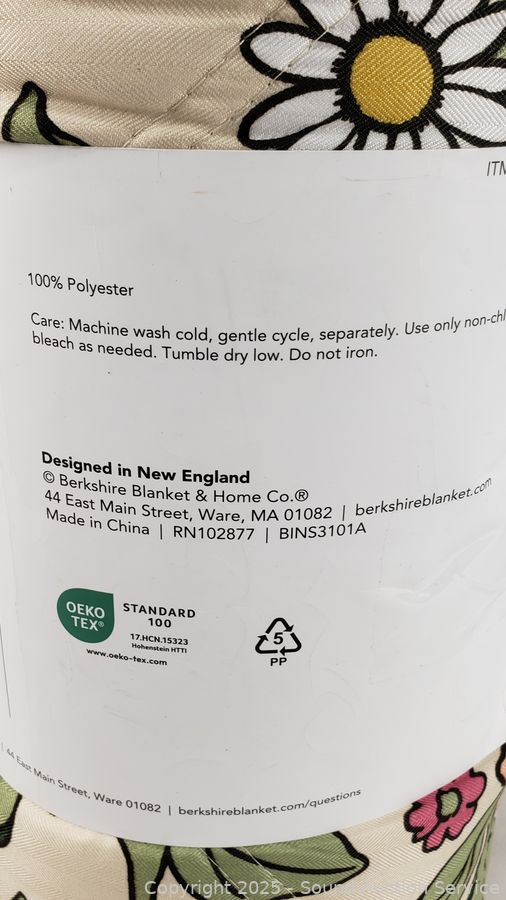 ITM
100% Polyester
Care: Machine wash cold, gentle cycle, separately. Use only non-chl
bleach as needed. Tumble dry low. Do not iron.
Designed in New England
© Berkshire Blanket & Home Co.®
44 East Main Street, Ware, MA 01082 | berkshireblanket.com
Made in China | RN102877 | BINS3101A
OEKO
TEX®
STANDARD
100
17.HCN.15323
Hohenstein HTTI
www.oeko-tex.com
5
PP
| 44 East Main Street, Ware 01082 | berkshireblanket.com/questions
Copyright 2025 - Sound Auction Service